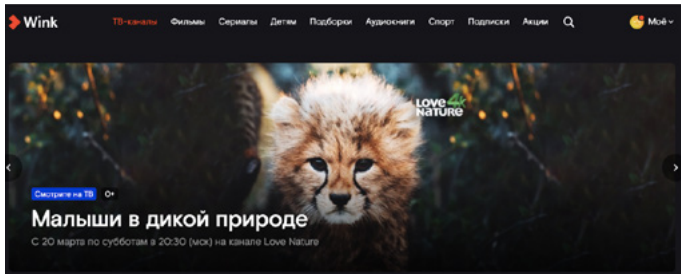 Wink ТВ-каналы Фильмы Сериалы Детям Подборки Аудиокниги Спорт Подписки Акции Моё
LOVE 4K
NATURE
Смотрите на ТВ 0+
Малыши в дикой природе
С 20 марта по субботам в 20:30 (мск) на канале Love Nature